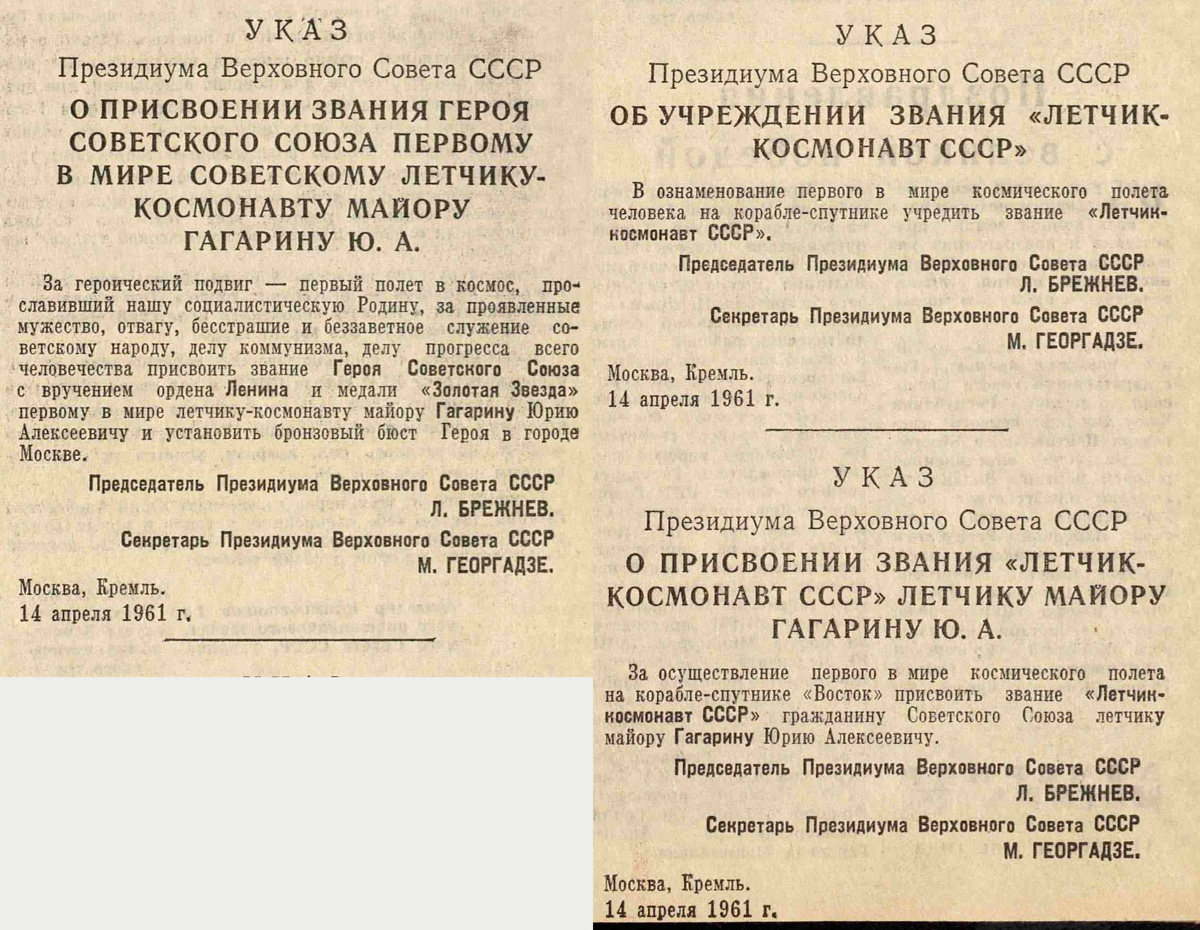 УКАЗ
Президиума Верховного Совета СССР
О ПРИСВОЕНИИ ЗВАНИЯ ГЕРОЯ
СОВЕТСКОГО СОЮЗА ПЕРВОМУ
В МИРЕ СОВЕТСКОМУ ЛЕТЧИКУ-
КОСМОНАВТУ МАЙОРУ
ГАГАРИНУ Ю. А.
За героический подвиг — первый полет в космос, про-
славивший нашу социалистическую Родину, за проявленные
мужество, отвагу, бесстрашие и беззаветное служение со-
ветскому народу, делу коммунизма, делу прогресса всего
человечества присвоить звание Героя Советского Союза
с вручением ордена Ленина и медали «Золотая Звезда»
первому в мире летчику-космонавту майору Гагарину Юрию
Алексеевичу и установить бронзовый бюст Героя в городе
Москве.
Председатель Президиума Верховного Совета СССР
Л. БРЕЖНЕВ.
Секретарь Президиума Верховного Совета СССР
М. ГЕОРГАДЗЕ.
Москва, Кремль.
14 апреля 1961 г.
УКАЗ
Президиума Верховного Совета СССР
ОБ УЧРЕЖДЕНИИ ЗВАНИЯ «ЛЕТЧИК-
КОСМОНАВТ СССР»
В ознаменование первого в мире космического полета
человека на корабле-спутнике учредить звание «Летчик-
космонавт СССР».
Председатель Президиума Верховного Совета СССР
Л. БРЕЖНЕВ.
Секретарь Президиума Верховного Совета СССР
М. ГЕОРГАДЗЕ.
Москва, Кремль.
14 апреля 1961 г.
УКАЗ
Президиума Верховного Совета СССР
О ПРИСВОЕНИИ ЗВАНИЯ «ЛЕТЧИК-
КОСМОНАВТ СССР» ЛЕТЧИКУ МАЙОРУ
ГАГАРИНУ Ю. А.
За осуществление первого в мире космического полета
на корабле-спутнике «Восток» присвоить звание «Летчик-
космонавт СССР» гражданину Советского Союза летчику
майору Гагарину Юрию Алексеевичу.
Председатель Президиума Верховного Совета СССР
Л. БРЕЖНЕВ.
Секретарь Президиума Верховного Совета СССР
М. ГЕОРГАДЗЕ.
Москва, Кремль.
14 апреля 1961 г.